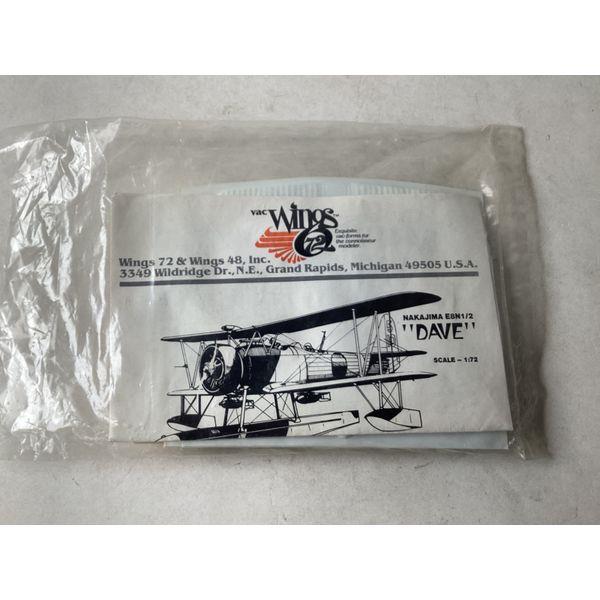 vac Wings 72 TM
Exquisite
vac-forms for
the connoisseur
modeler.
Wings 72 & Wings 48, Inc.
3349 Wildridge Dr., N.E., Grand Rapids, Michigan 49505 U.S.A.
NAKAJIMA E8N1/2
"DAVE"
SCALE - 1:72